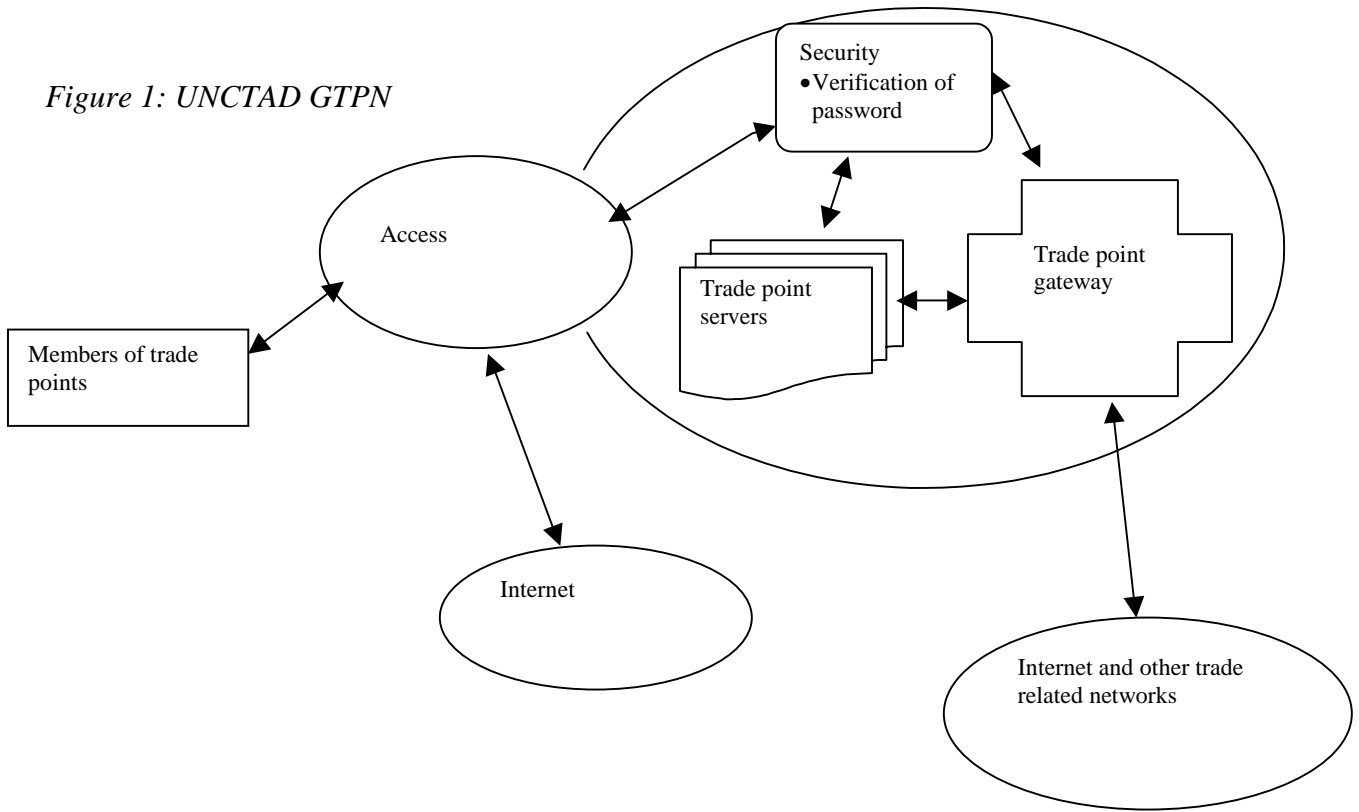 Figure 1: UNCTAD GTPN
Security
•Verification of
password
Access
Trade point
gateway
Trade point
servers
Members of trade
points
Internet
Internet and other trade
related networks